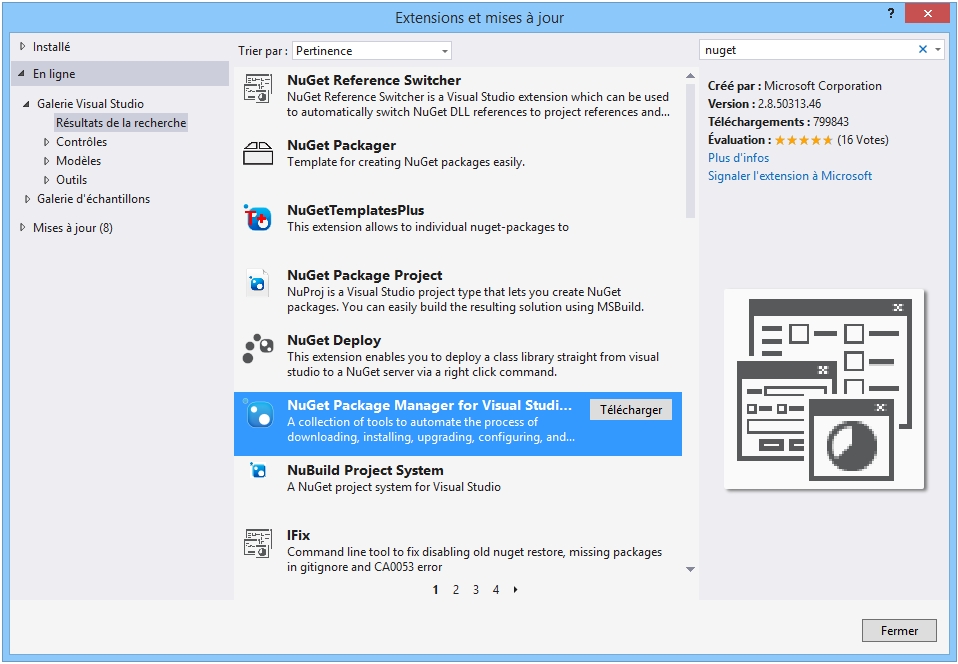 Extensions et mises à jour
?
Installé
En ligne
Galerie Visual Studio
Résultats de la recherche
Contrôles
Modèles
Outils
Galerie d'échantillons
Mises à jour (8)
Trier par : Pertinence
NuGet Reference Switcher
NuGet Reference Switcher is a Visual Studio extension which can be used
to automatically switch NuGet DLL references to project references and...
NuGet Packager
Template for creating NuGet packages easily.
NuGetTemplatesPlus
This extension allows to individual nuget-packages to
NuGet Package Project
NuProj is a Visual Studio project type that lets you create NuGet
packages. You can easily build the resulting solution using MSBuild.
NuGet Deploy
This extension enables you to deploy a class library straight from visual
studio to a NuGet server via a right click command.
NuGet Package Manager for Visual Studi...
Télécharger
A collection of tools to automate the process of
downloading, installing, upgrading, configuring, and...
NuBuild Project System
A NuGet project system for Visual Studio
IFix
Command line tool to fix disabling old nuget restore, missing packages
in gitignore and CA0053 error
1 2 3 4
nuget
Créé par : Microsoft Corporation
Version : 2.8.50313.46
Téléchargements : 799843
Évaluation : (16 Votes)
Plus d'infos
Signaler l'extension à Microsoft
Fermer